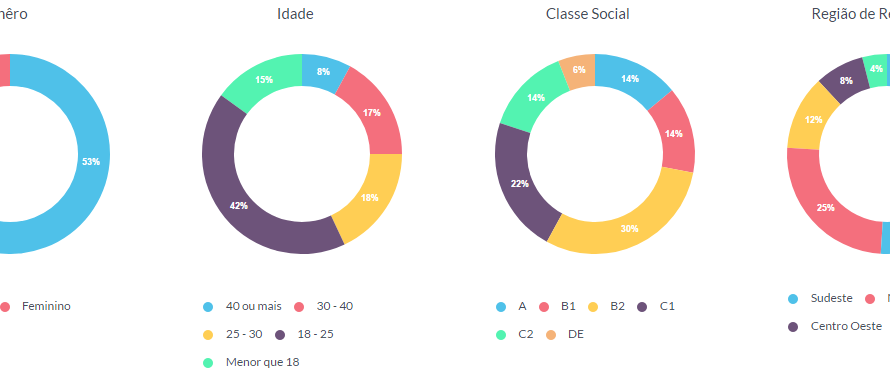 nêro
Idade
Classe Social
Região de Re
53%
8%
17%
18%
42%
15%
14%
14%
30%
22%
14%
6%
4%
8%
12%
25%
Feminino
40 ou mais 30 - 40
25 - 30 18 - 25
Menor que 18
A B1 B2 C1
C2 DE
Sudeste
Centro Oeste